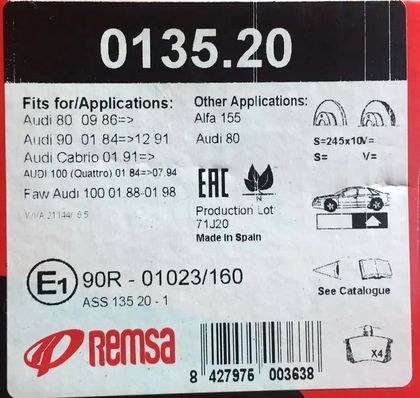 0135.20
Fits for/Applications:
Audi 80 09 86=>
Audi 90 01 84=>12 91
Audi Cabrio 01 91=>
AUDI 100 (Quattro) 01 84=>07.94
Faw Audi 100 01 88-01 98
Other Applications:
Alfa 155
Audi 80
S=245x10V=
S= V=
EAC
Production Lot
71J20
Made in Spain
See Catalogue
E1 90R - 01023/160
ASS 135 20 - 1
REMSA
X4
8 427975 003638